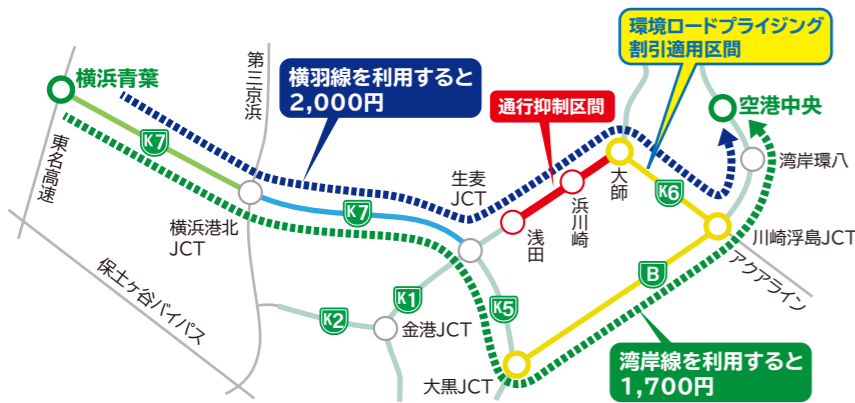 環境ロードプライジング
割引適用区間
横羽線を利用すると
2,000円
第三京浜
横浜青葉
通行抑制区間
空港中央
K7
東名高速
生麦
JCT
大師
湾岸環八
K6
K7
浜川崎
浅田
横浜港北
JCT
川崎浮島JCT
アクアライン
B
保土ヶ谷バイパス
K1
K2
K5
金港JCT
大黒JCT
湾岸線を利用すると
1,700円